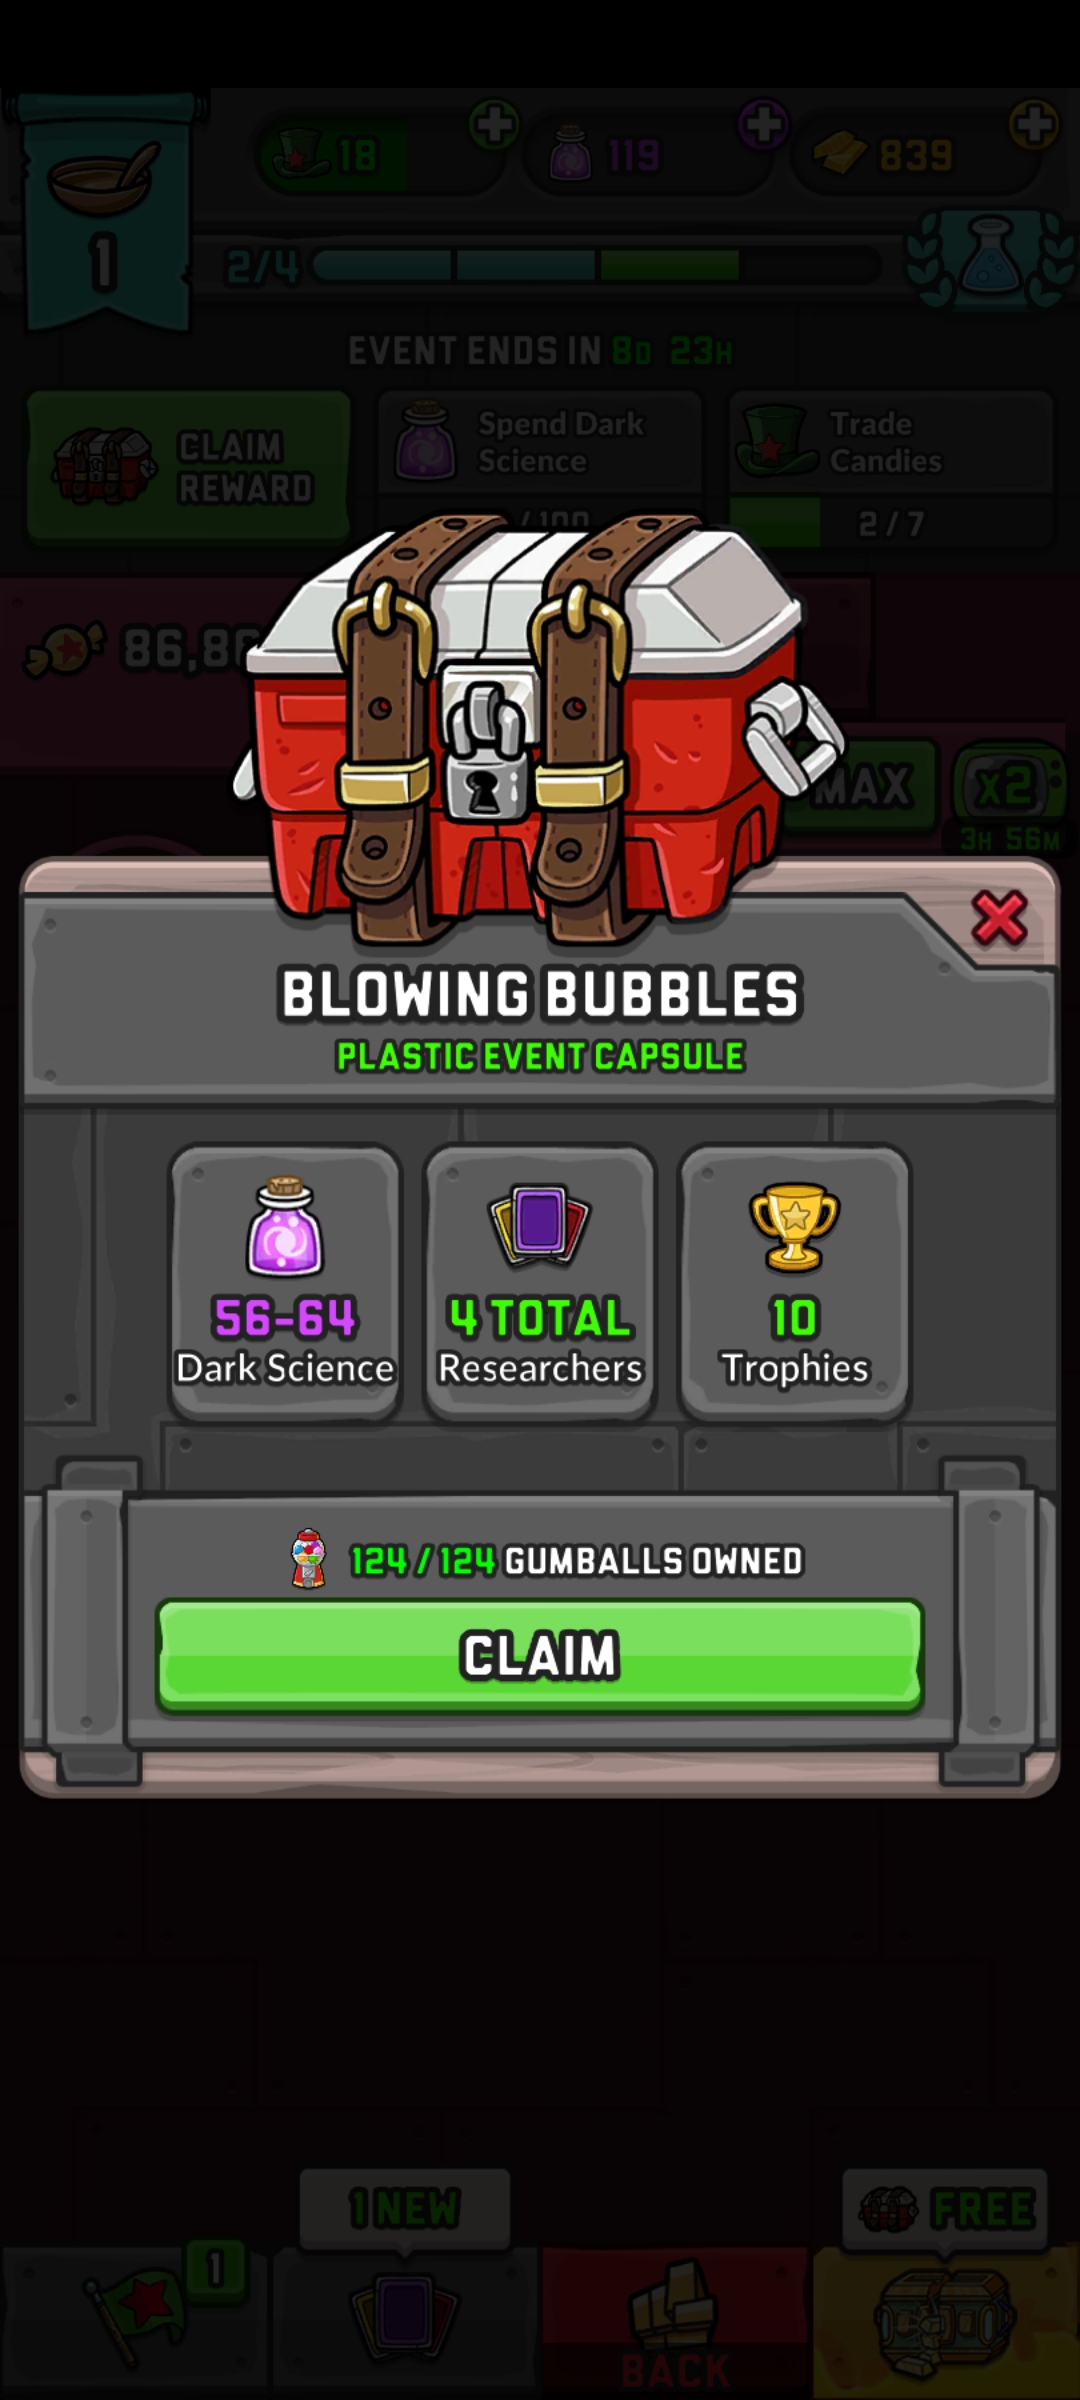 18
119
839
1
2/4
EVENT ENDS IN 8D 23H
CLAIM
REWARD
Spend Dark
Science
/ 100
Trade
Candies
2 / 7
MAX
x2
3H 56M
BLOWING BUBBLES
PLASTIC EVENT CAPSULE
56-64
Dark Science
4 TOTAL
Researchers
10
Trophies
124 / 124 GUMBALLS OWNED
CLAIM
1 NEW
FREE
1
BACK